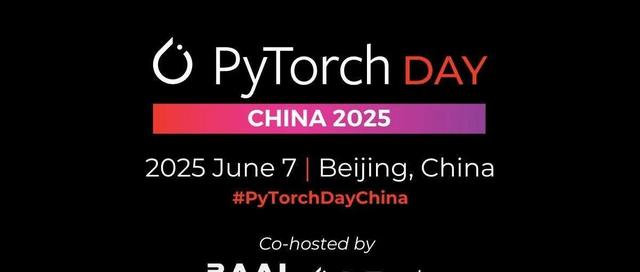 PyTorch DAY
CHINA 2025
2025 June 7 | Beijing, China
#PyTorchDayChina
Co-hosted by